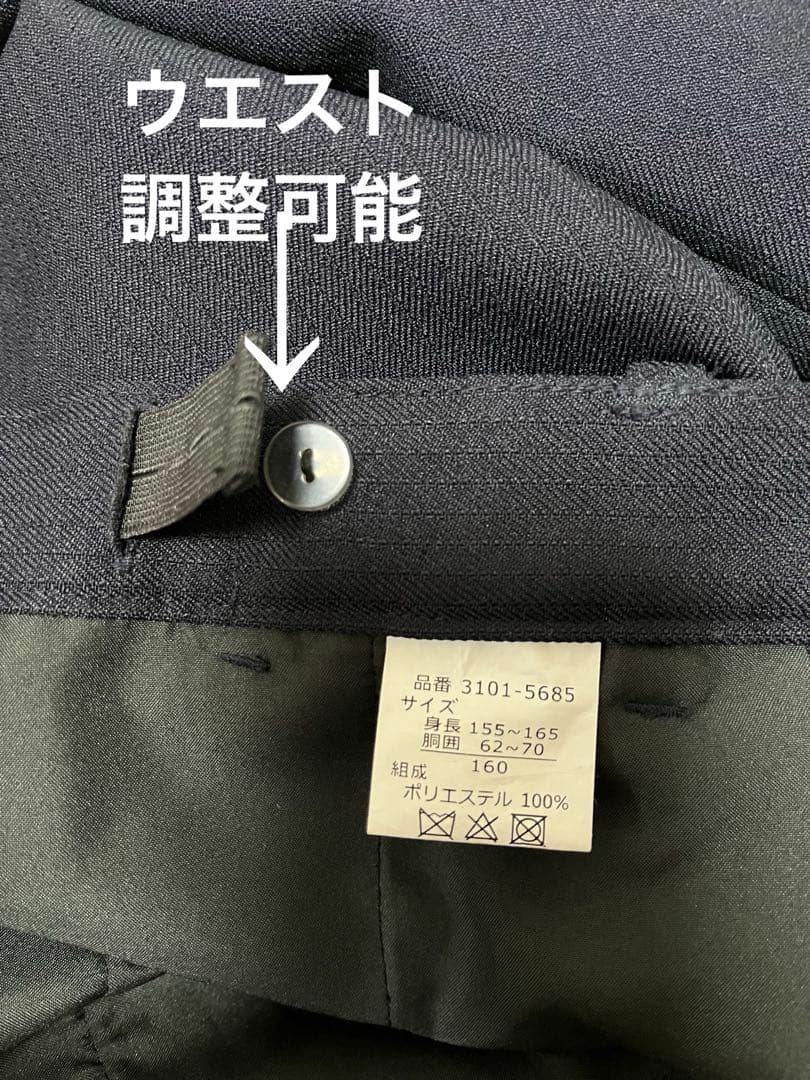 ウエスト
調整可能
品番 3101-5685
サイズ
身長 155~165
胴囲 62~70
160
組成
ポリエステル 100%